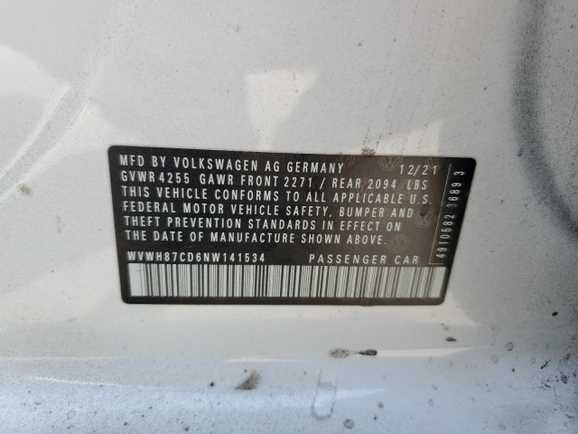 MFD BY VOLKSWAGEN AG GERMANY 12/21
GVWR 4255 GAWR FRONT 2271 / REAR 2094 LBS
THIS VEHICLE CONFORMS TO ALL APPLICABLE U.S.
FEDERAL MOTOR VEHICLE SAFETY, BUMPER AND
THEFT PREVENTION STANDARDS IN EFFECT ON
THE DATE OF MANUFACTURE SHOWN ABOVE.
WVWH87CD6NW141534 PASSENGER CAR